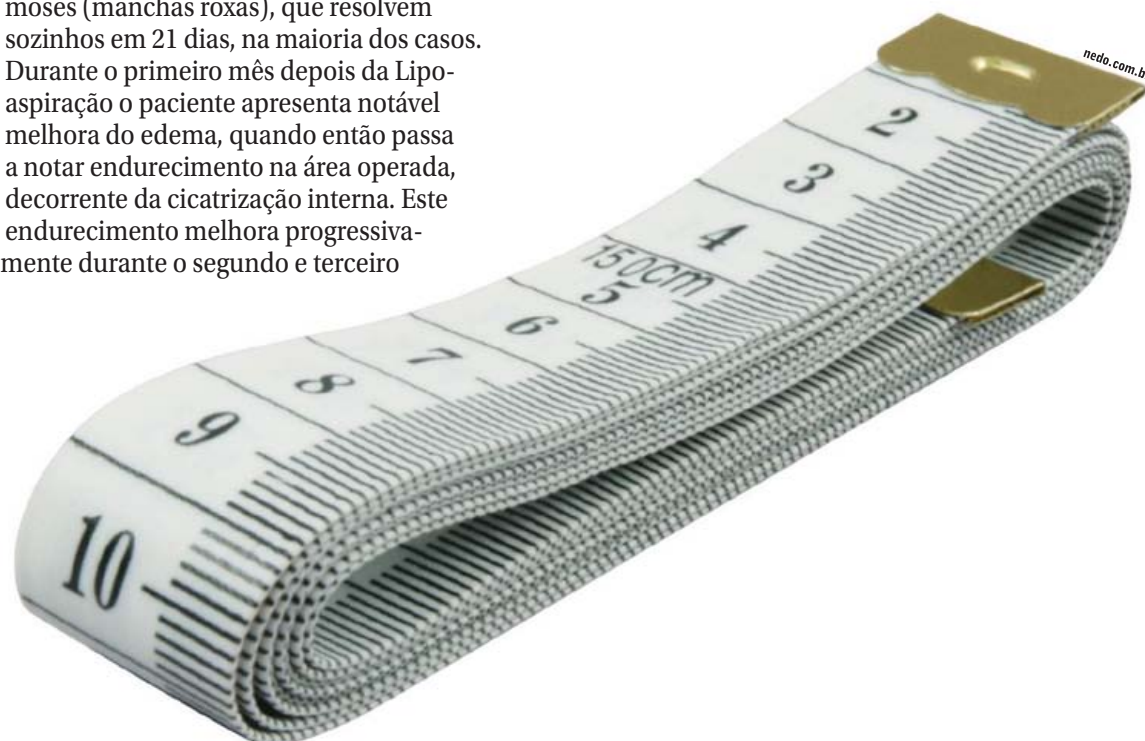 moses (manchas roxas), que resolvem
sozinhos em 21 dias, na maioria dos casos.
Durante o primeiro mês depois da Lipo-
aspiração o paciente apresenta notável
melhora do edema, quando então passa
a notar endurecimento na área operada,
decorrente da cicatrização interna. Este
endurecimento melhora progressiva-
mente durante o segundo e terceiro
nedo.com.b
2
3
4
150cm
5
6
7
8
9
10